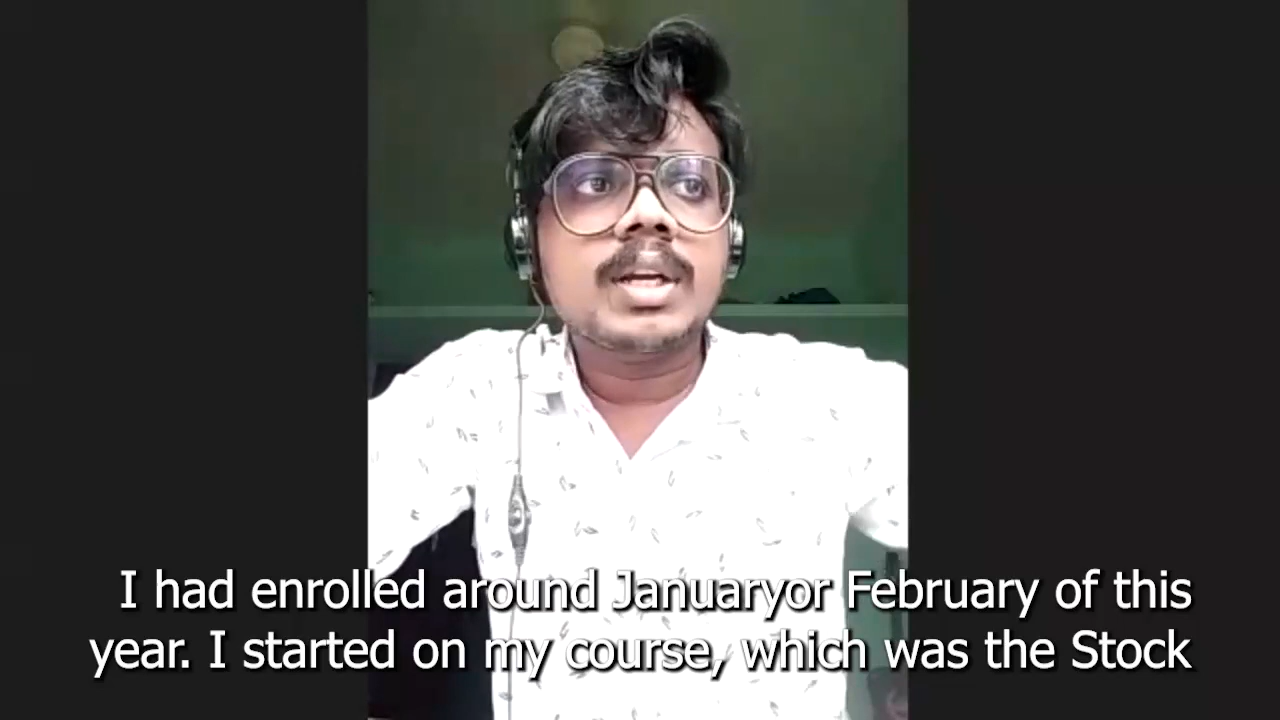 I had enrolled around Januaryor February of this
year. I started on my course, which was the Stock